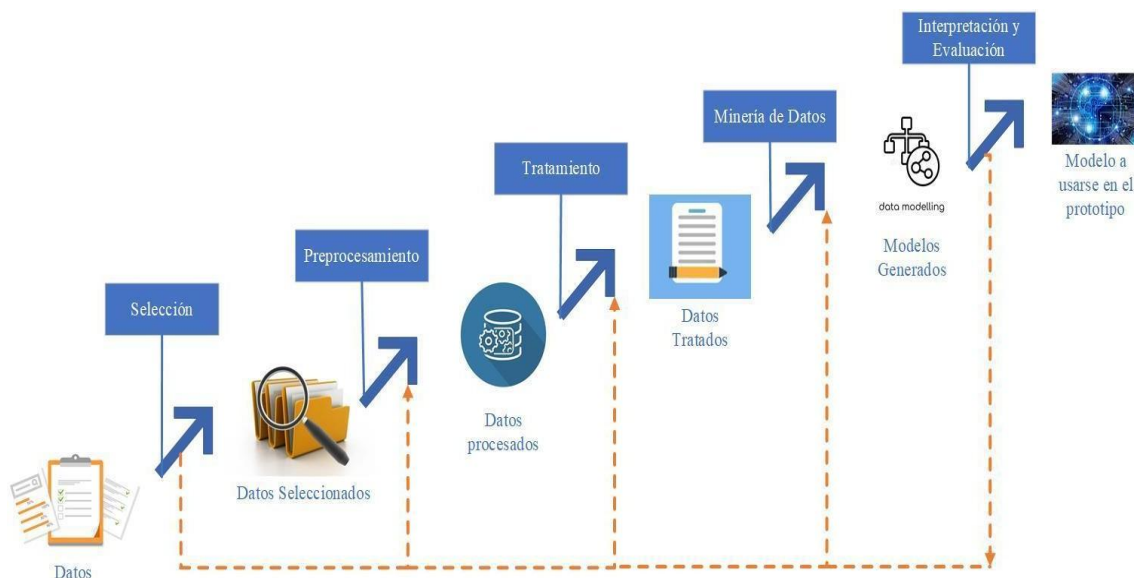 Interpretación y
Evaluación
Minería de Datos
Tratamiento
Preprocesamiento
Selección
Modelo a
usarse en el
prototipo
data modelling
Modelos
Generados
Datos
Tratados
Datos
procesados
Datos Seleccionados
Datos